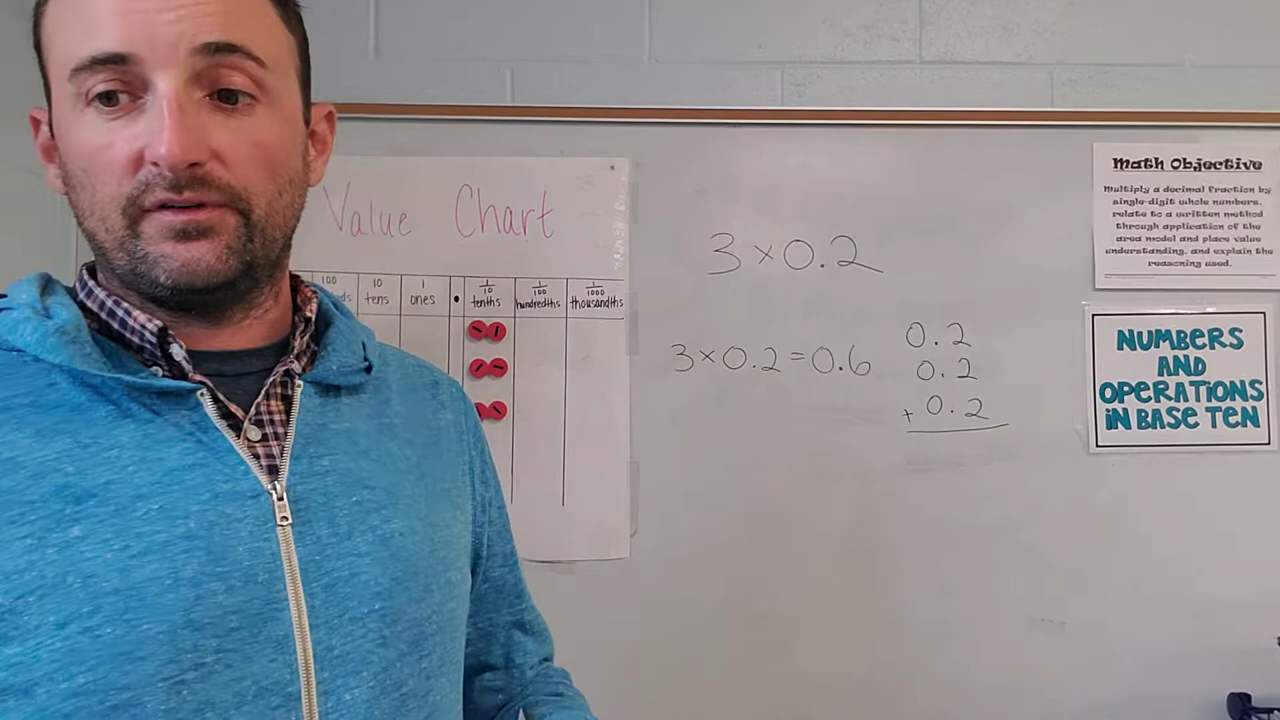 Value Chart
100
10 tens
1 ones
.
1/10 tenths
1/100 hundredths
1/1000 thousandths
3 × 0.2
3 × 0.2 = 0.6
0.2
0.2
+ 0.2
Math Objective
Multiply a decimal fraction by
single-digit whole numbers,
relate to a written method
through application of the
area model and place value
understanding, and explain the
reasoning used.
NUMBERS
AND
OPERATIONS
IN BASE TEN